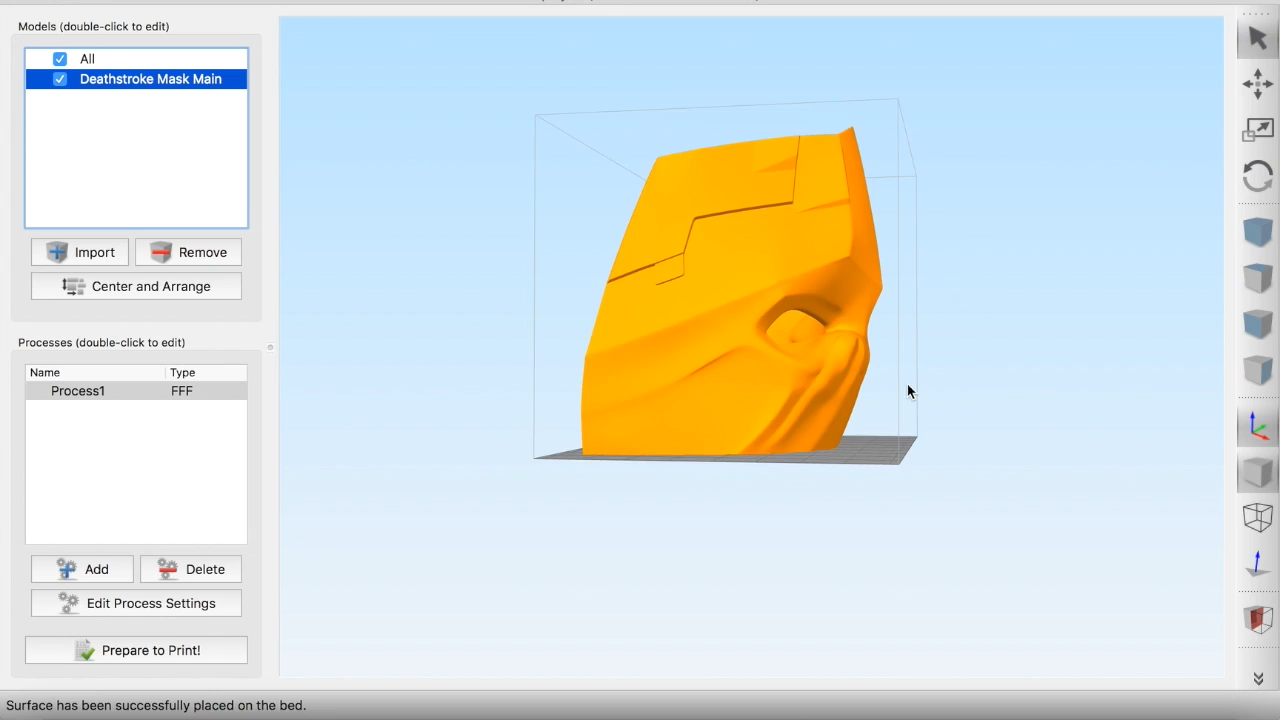 Models (double-click to edit)
All
Deathstroke Mask Main
Import
Remove
Center and Arrange
Processes (double-click to edit)
Name Type
Process1 FFF
Add
Delete
Edit Process Settings
Prepare to Print!
Surface has been successfully placed on the bed.